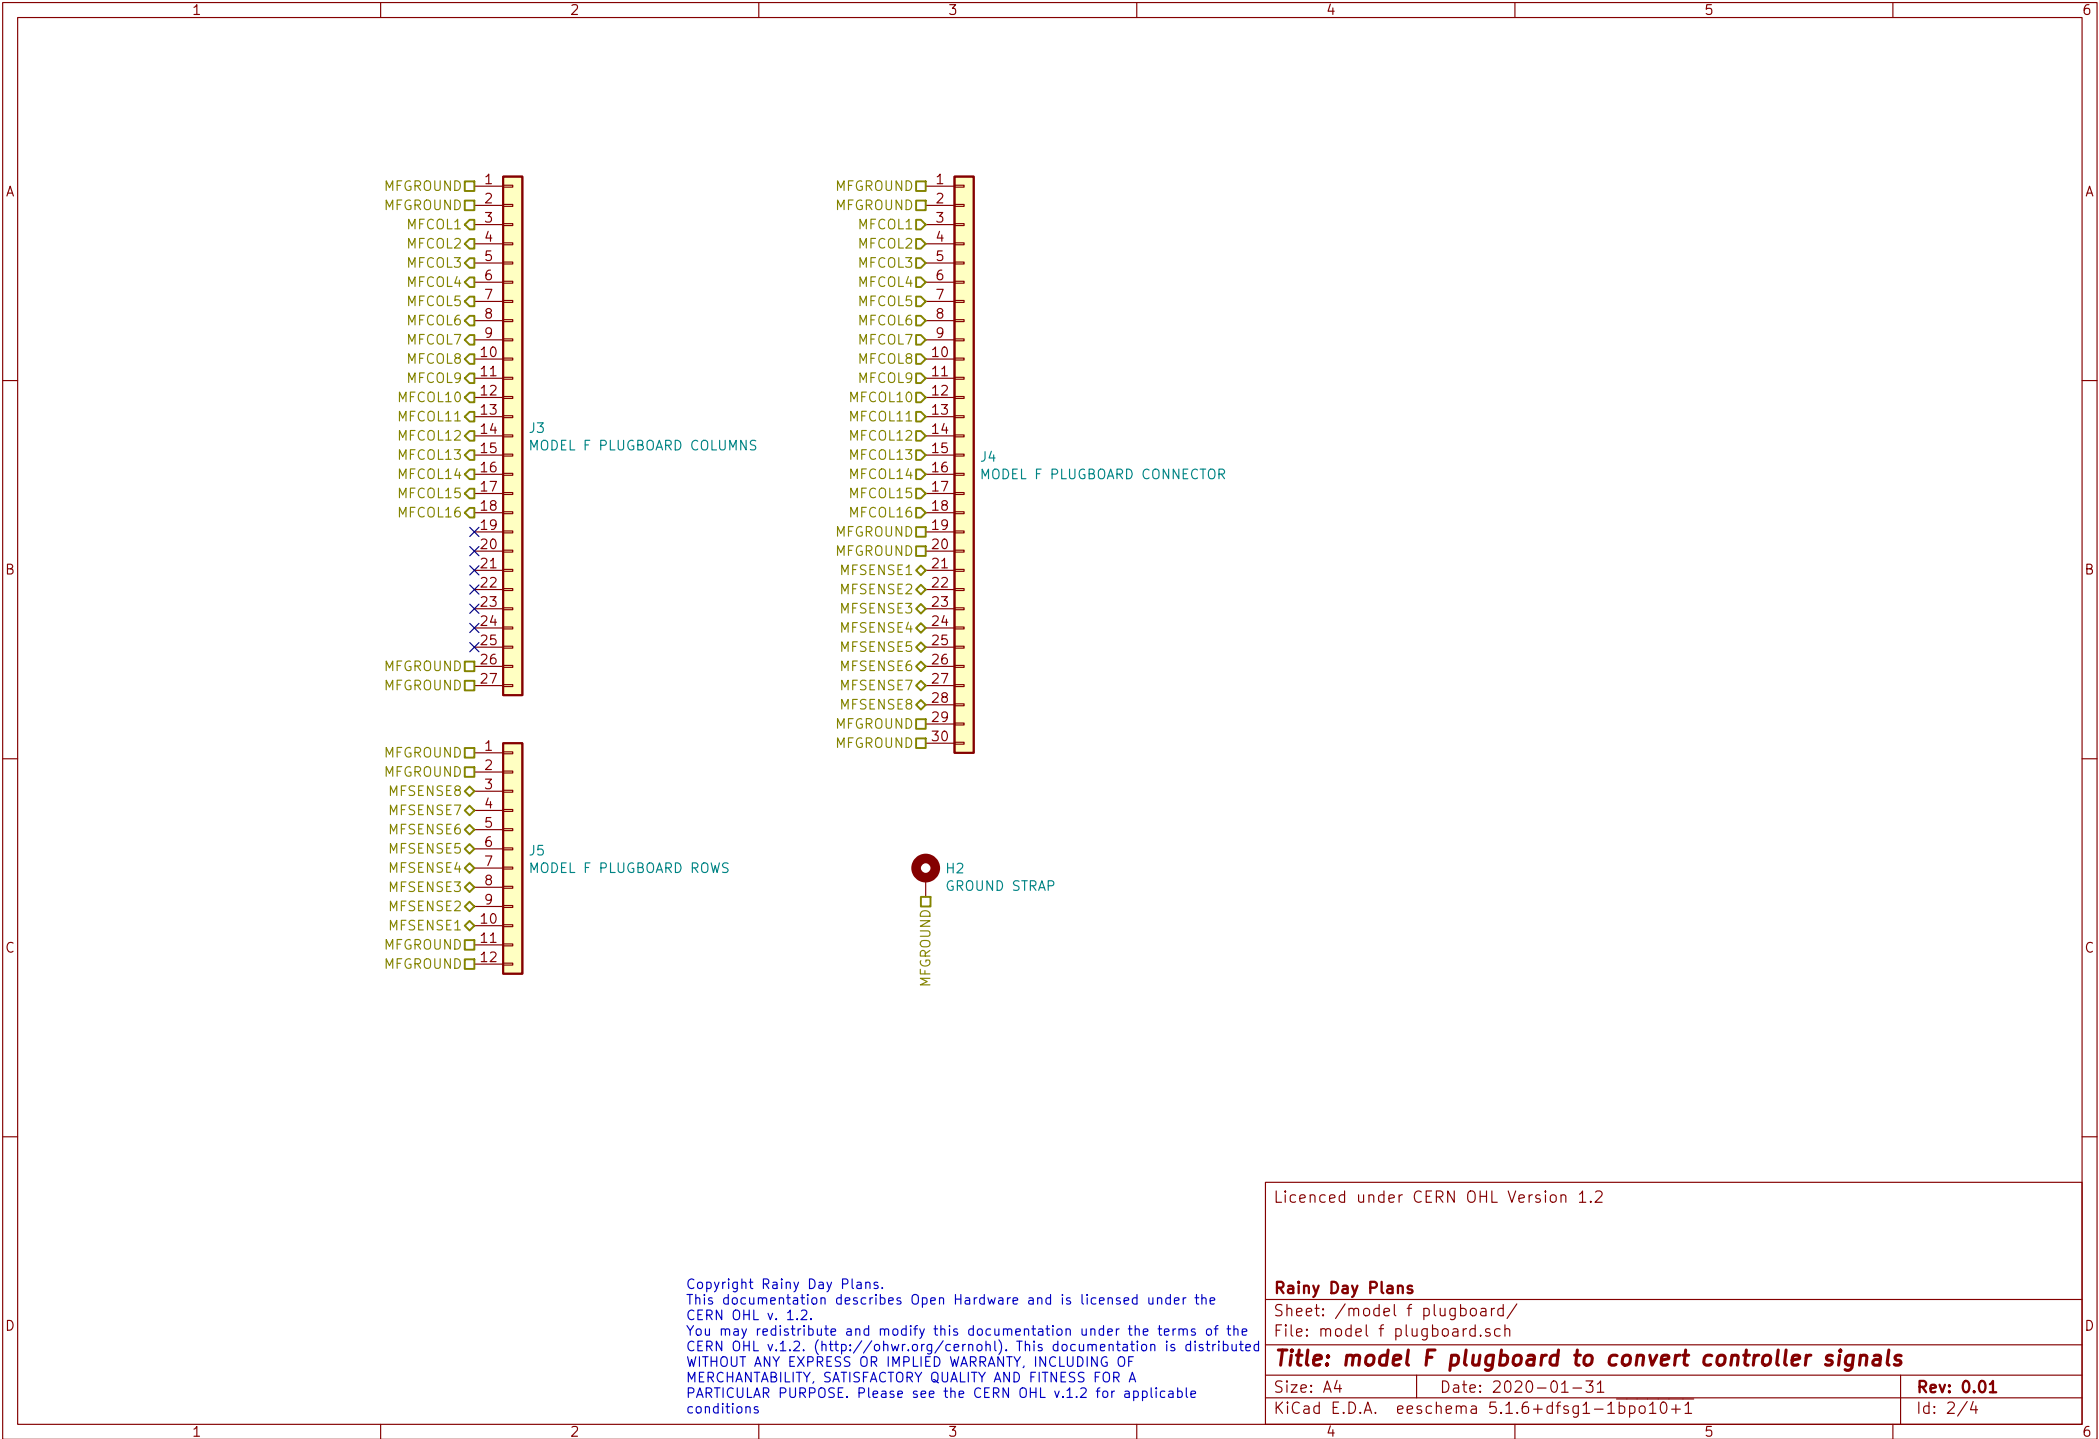 1 2 3 4 5 6
A
B
C
D
MFGROUND 1
MFGROUND 2
MFCOL1 3
MFCOL2 4
MFCOL3 5
MFCOL4 6
MFCOL5 7
MFCOL6 8
MFCOL7 9
MFCOL8 10
MFCOL9 11
MFCOL10 12
MFCOL11 13
MFCOL12 14
MFCOL13 15
MFCOL14 16
MFCOL15 17
MFCOL16 18
19
20
21
22
23
24
25
MFGROUND 26
MFGROUND 27
J3
MODEL F PLUGBOARD COLUMNS
MFGROUND 1
MFGROUND 2
MFSENSE8 3
MFSENSE7 4
MFSENSE6 5
MFSENSE5 6
MFSENSE4 7
MFSENSE3 8
MFSENSE2 9
MFSENSE1 10
MFGROUND 11
MFGROUND 12
J5
MODEL F PLUGBOARD ROWS
MFGROUND 1
MFGROUND 2
MFCOL1 3
MFCOL2 4
MFCOL3 5
MFCOL4 6
MFCOL5 7
MFCOL6 8
MFCOL7 9
MFCOL8 10
MFCOL9 11
MFCOL10 12
MFCOL11 13
MFCOL12 14
MFCOL13 15
MFCOL14 16
MFCOL15 17
MFCOL16 18
MFGROUND 19
MFGROUND 20
MFSENSE1 21
MFSENSE2 22
MFSENSE3 23
MFSENSE4 24
MFSENSE5 25
MFSENSE6 26
MFSENSE7 27
MFSENSE8 28
MFGROUND 29
MFGROUND 30
J4
MODEL F PLUGBOARD CONNECTOR
H2
GROUND STRAP
MFGROUND
A
B
C
D
Copyright Rainy Day Plans.
This documentation describes Open Hardware and is licensed under the
CERN OHL v. 1.2.
You may redistribute and modify this documentation under the terms of the
CERN OHL v.1.2. (http://ohwr.org/cernohl). This documentation is distributed
WITHOUT ANY EXPRESS OR IMPLIED WARRANTY, INCLUDING OF
MERCHANTABILITY, SATISFACTORY QUALITY AND FITNESS FOR A
PARTICULAR PURPOSE. Please see the CERN OHL v.1.2 for applicable
conditions
Licenced under CERN OHL Version 1.2
Rainy Day Plans
Sheet: /model f plugboard/
File: model f plugboard.sch
Title: model F plugboard to convert controller signals
Size: A4 Date: 2020-01-31 Rev: 0.01
KiCad E.D.A. eeschema 5.1.6+dfsg1-1bpo10+1 Id: 2/4
1 2 3 4 5 6